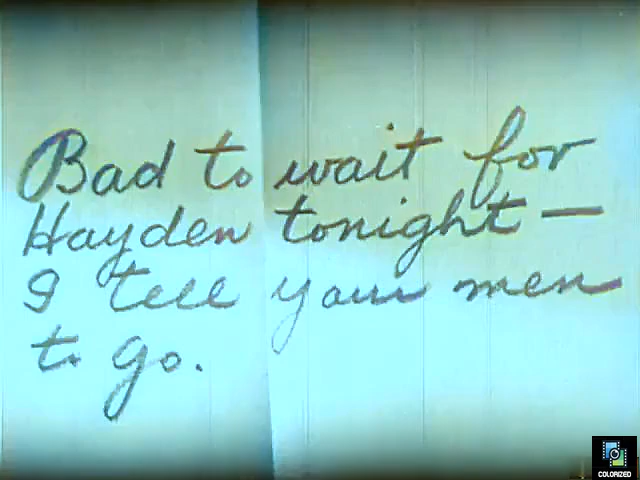 Bad to wait for
Hayden tonight —
I tell your men
to go.
COLORIZED